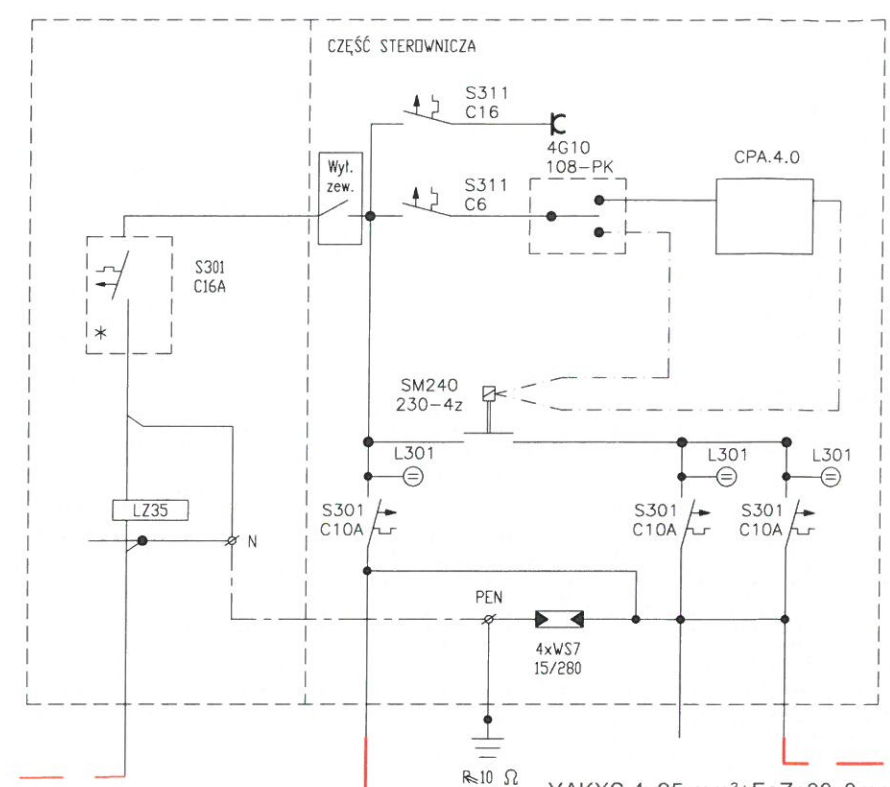 CZĘŚĆ STEROWNICZA
S311
C16
4G10
108-PK
CPA.4.0
Wył.
zew.
S311
C6
S301
C16A
*
SM240
230-4z
L301
L301
L301
LZ35
S301
C10A
S301
C10A
S301
C10A
N
PEN
4xWS7
15/280
R≤10 Ω